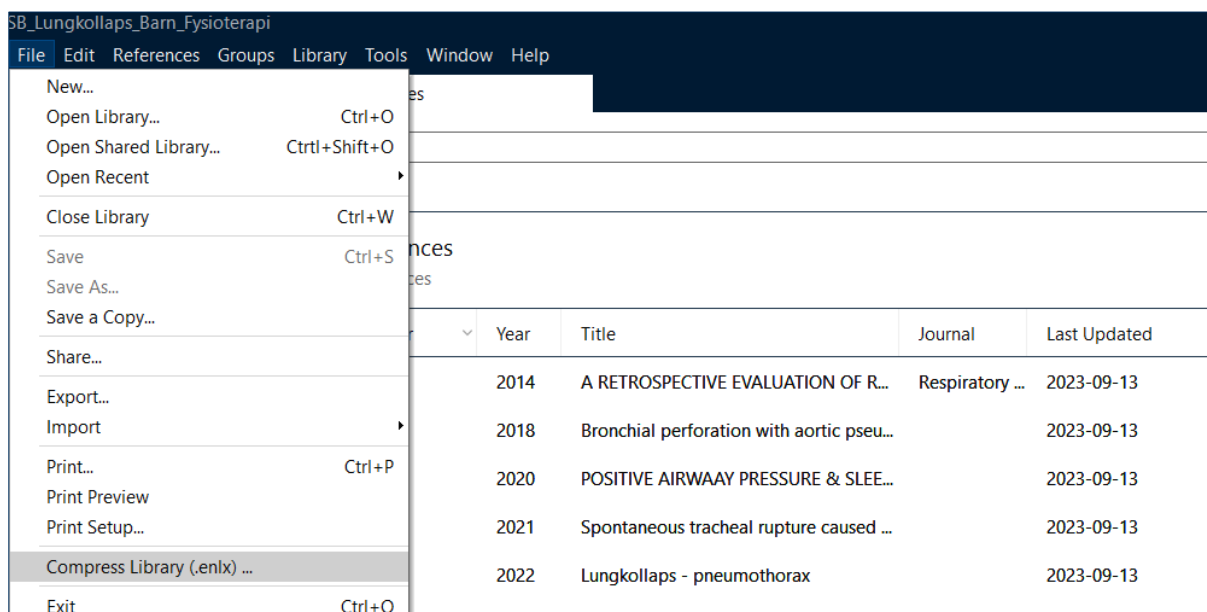 SB_Lungkollaps_Barn_Fysioterapi
File Edit References Groups Library Tools Window Help
New...
es
Open Library... Ctrl+O
Open Shared Library... Ctrtl+Shift+O
Open Recent
Close Library Ctrl+W
nces
Save Ctrl+S
ces
Save As...
Save a Copy...
r Year Title Journal Last Updated
Share...
2014 A RETROSPECTIVE EVALUATION OF R... Respiratory ... 2023-09-13
Export...
Import
2018 Bronchial perforation with aortic pseu... 2023-09-13
Print... Ctrl+P
2020 POSITIVE AIRWAAY PRESSURE & SLEE... 2023-09-13
Print Preview
Print Setup...
2021 Spontaneous tracheal rupture caused ... 2023-09-13
Compress Library (.enlx) ...
2022 Lungkollaps - pneumothorax 2023-09-13
Exit Ctrl+Q